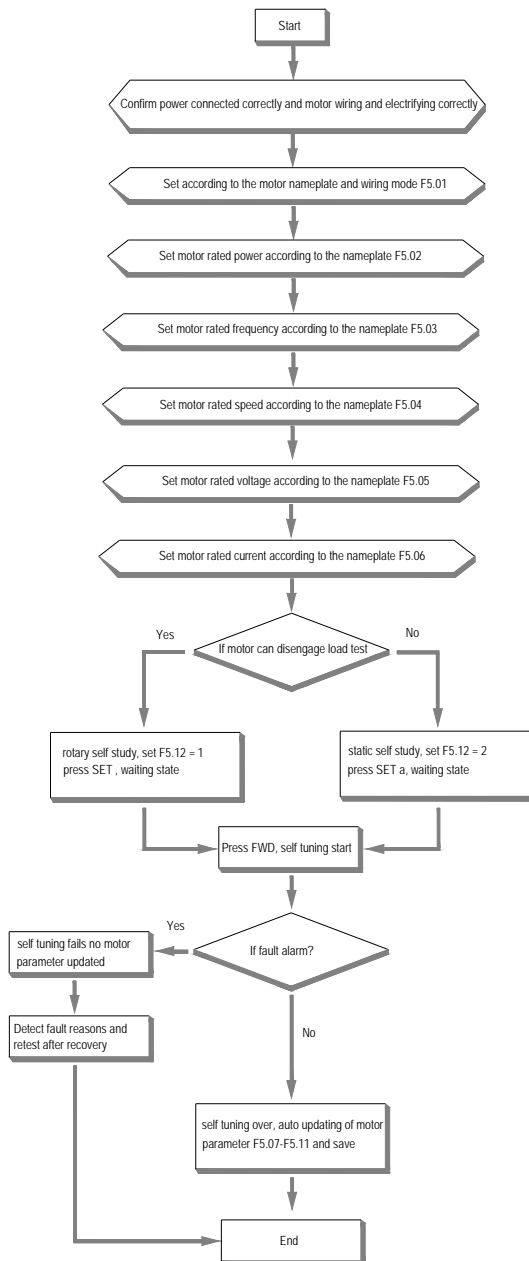 Start
Confirm power connected correctly and motor wiring and electrifying correctly
Set according to the motor nameplate and wiring mode F5.01
Set motor rated power according to the nameplate F5.02
Set motor rated frequency according to the nameplate F5.03
Set motor rated speed according to the nameplate F5.04
Set motor rated voltage according to the nameplate F5.05
Set motor rated current according to the nameplate F5.06
If motor can disengage load test
Yes
No
rotary self study, set F5.12 = 1
press SET , waiting state
static self study, set F5.12 = 2
press SET a, waiting state
Press FWD, self tuning start
If fault alarm?
Yes
self tuning fails no motor
parameter updated
Detect fault reasons and
retest after recovery
No
self tuning over, auto updating of motor
parameter F5.07-F5.11 and save
End